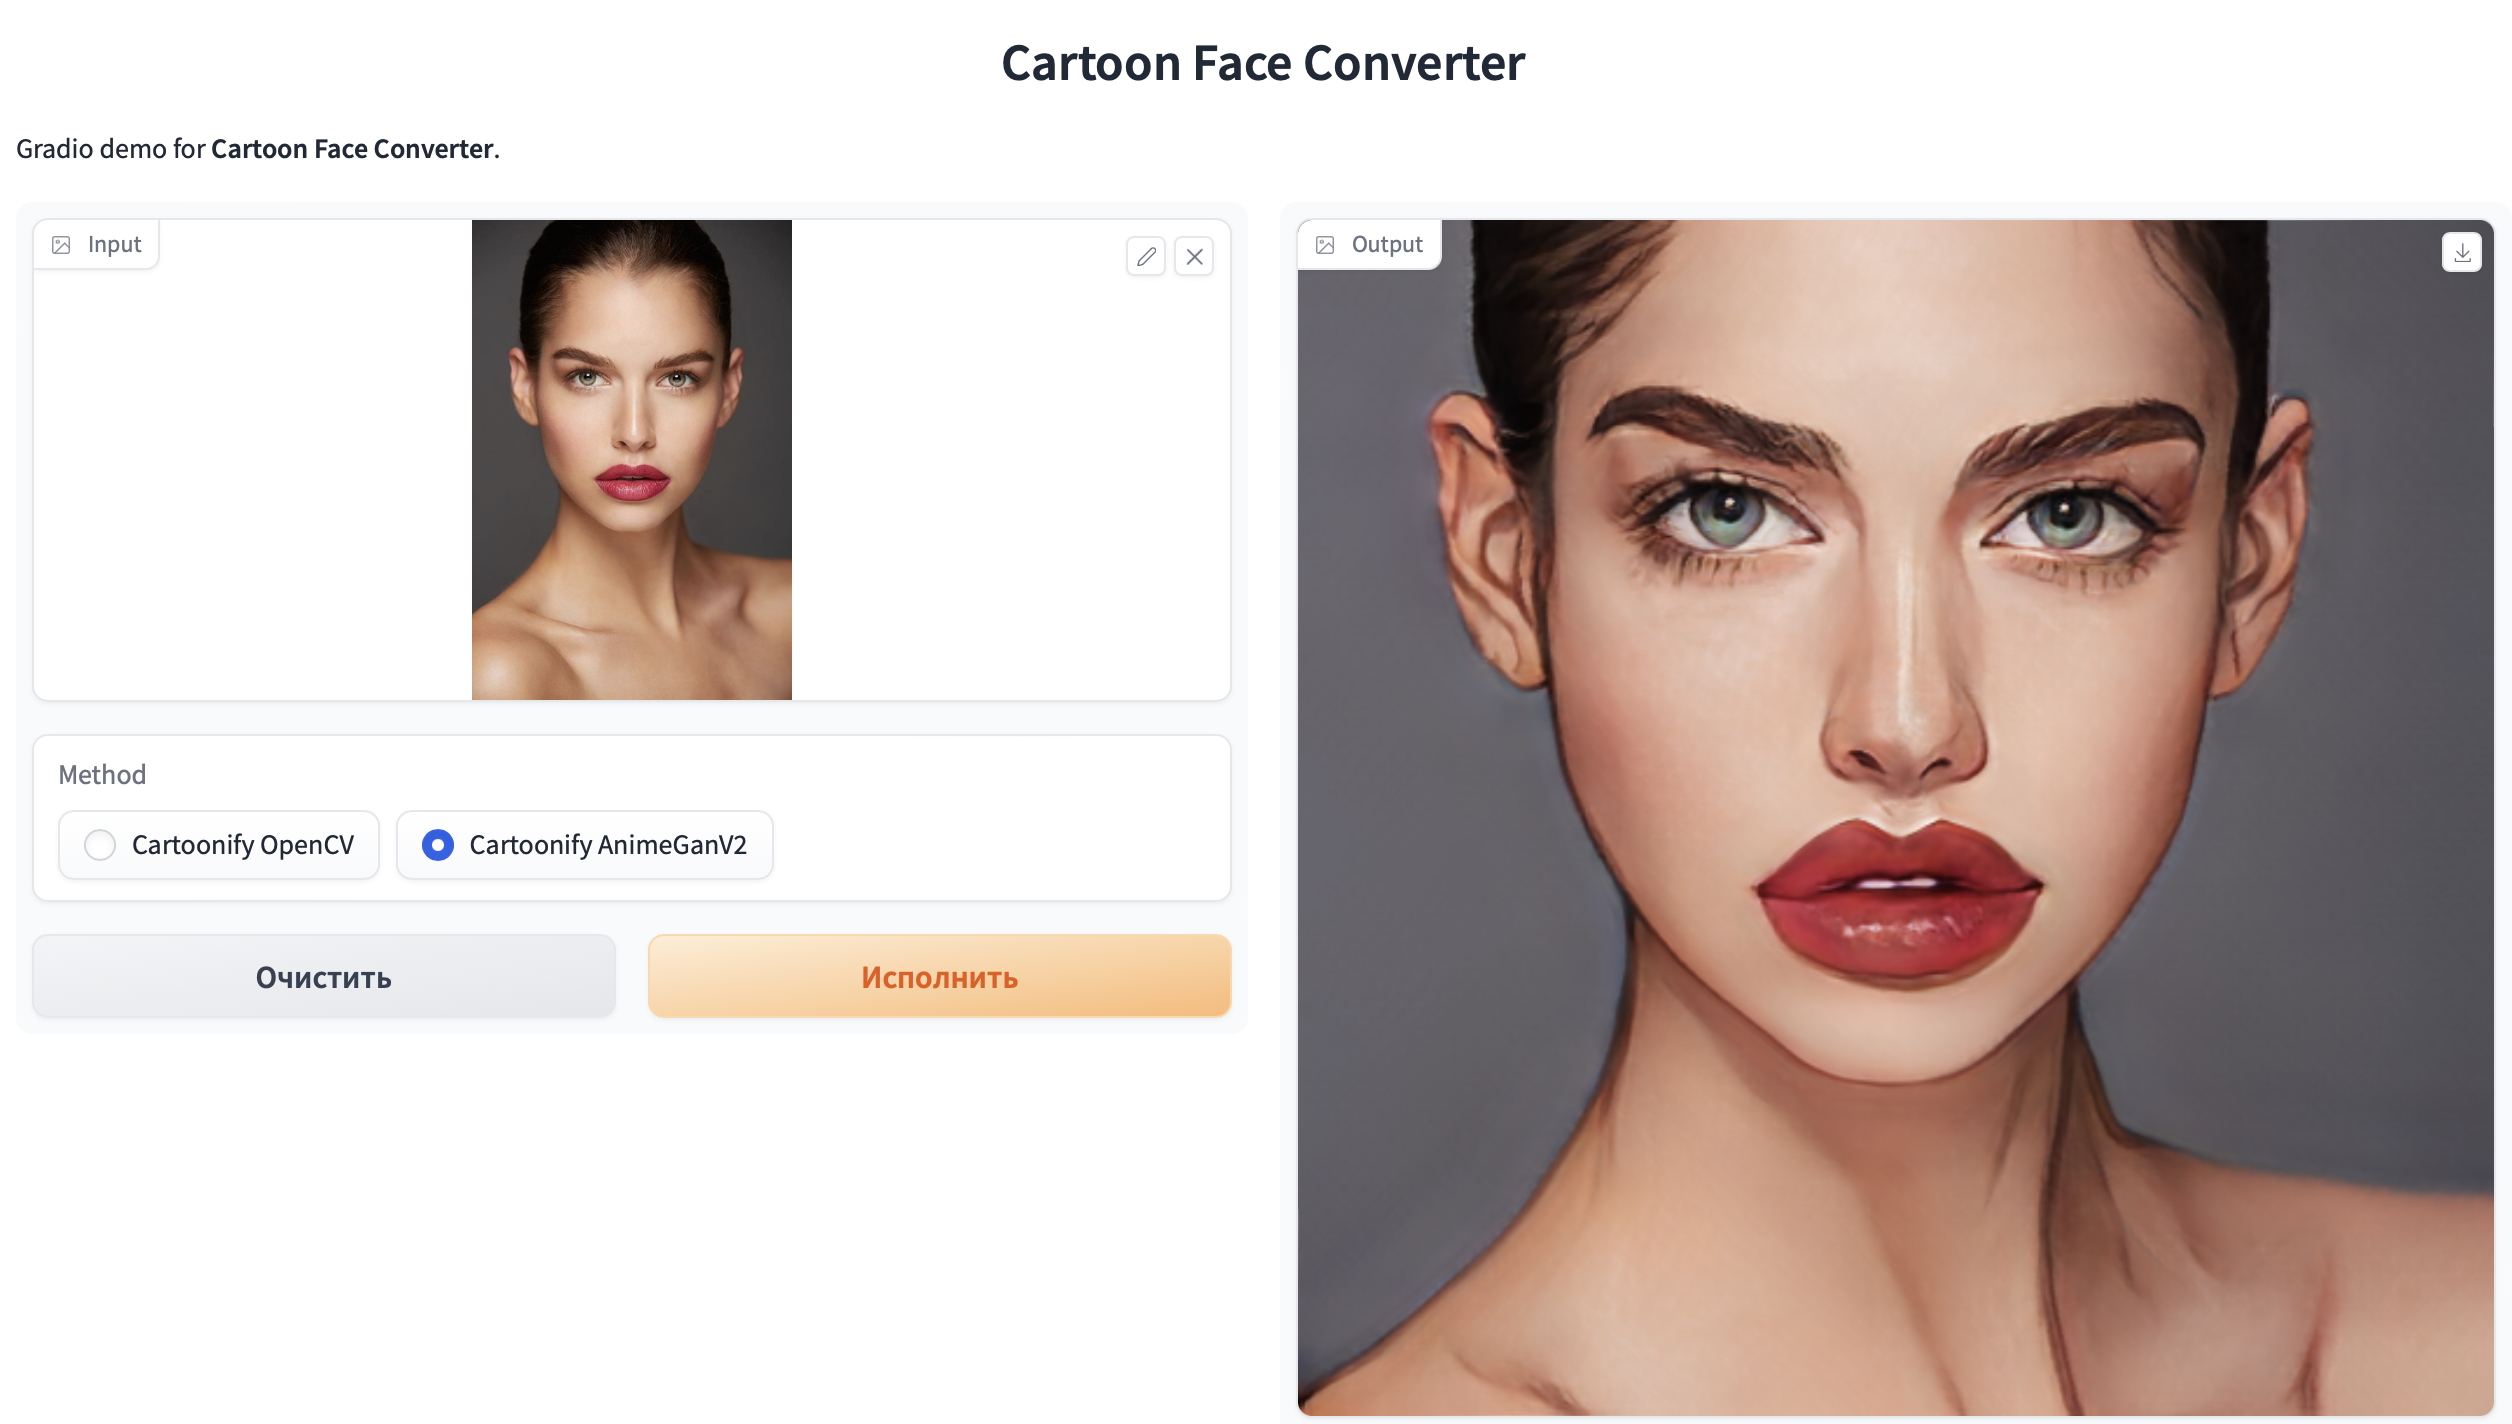 Cartoon Face Converter
Gradio demo for Cartoon Face Converter.
Input
Output
Method
Cartoonify OpenCV
Cartoonify AnimeGanV2
Очистить
Исполнить